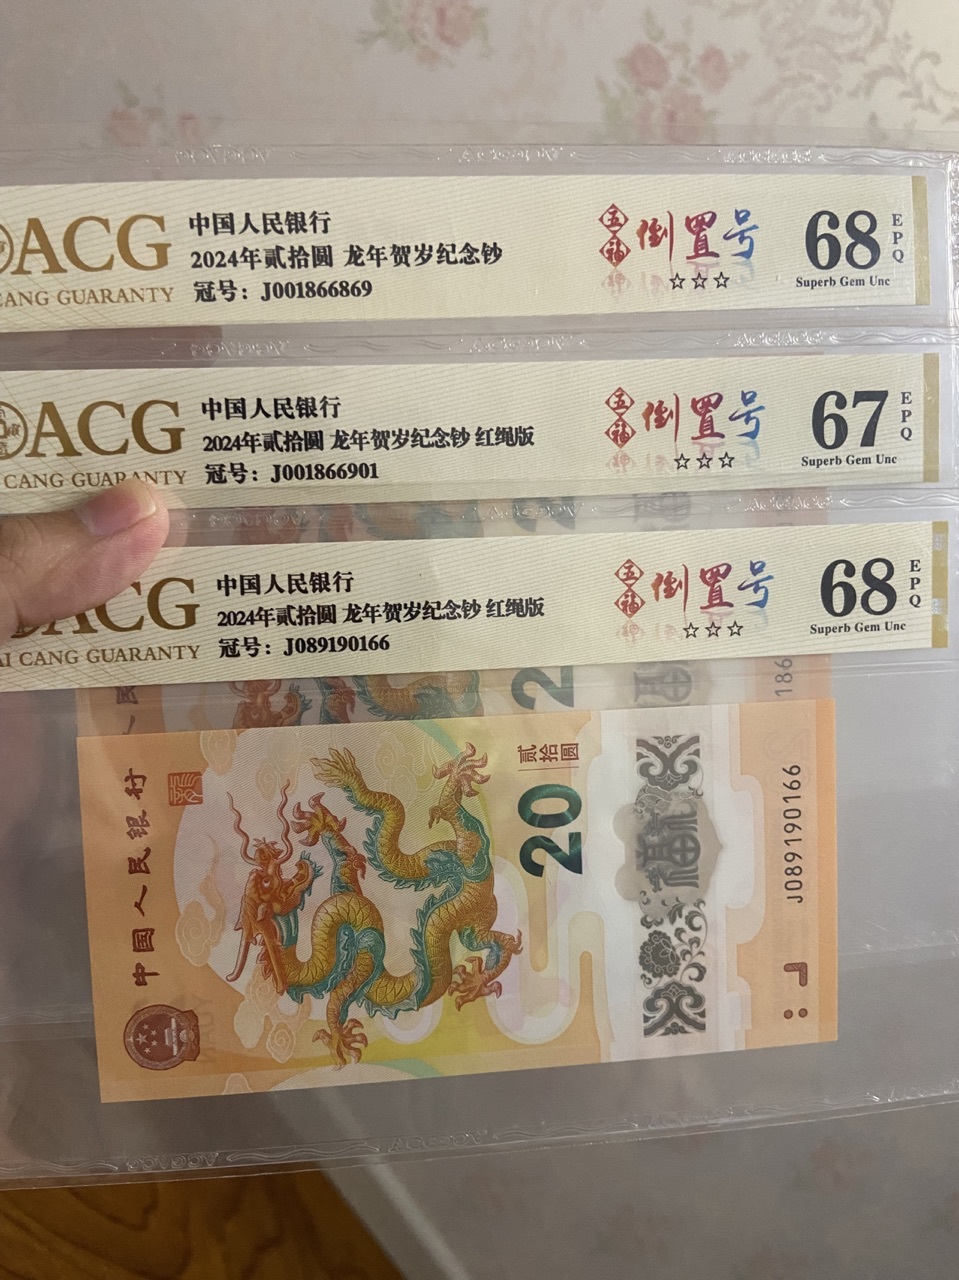 ACG
CANG GUARANTY
中国人民银行
2024年贰拾圆 龙年贺岁纪念钞
冠号：J001866869
五福
倒置号
☆☆☆
68
EPQ
Superb Gem Unc
ACG
CANG GUARANTY
中国人民银行
2024年贰拾圆 龙年贺岁纪念钞 红绳版
冠号：J001866901
五福
倒置号
☆☆☆
67
EPQ
Superb Gem Unc
ACG
AI CANG GUARANTY
中国人民银行
2024年贰拾圆 龙年贺岁纪念钞 红绳版
冠号：J089190166
五福
倒置号
☆☆☆
68
EPQ
Superb Gem Unc
186
中国人民银行
贰拾圆
20
J089190166